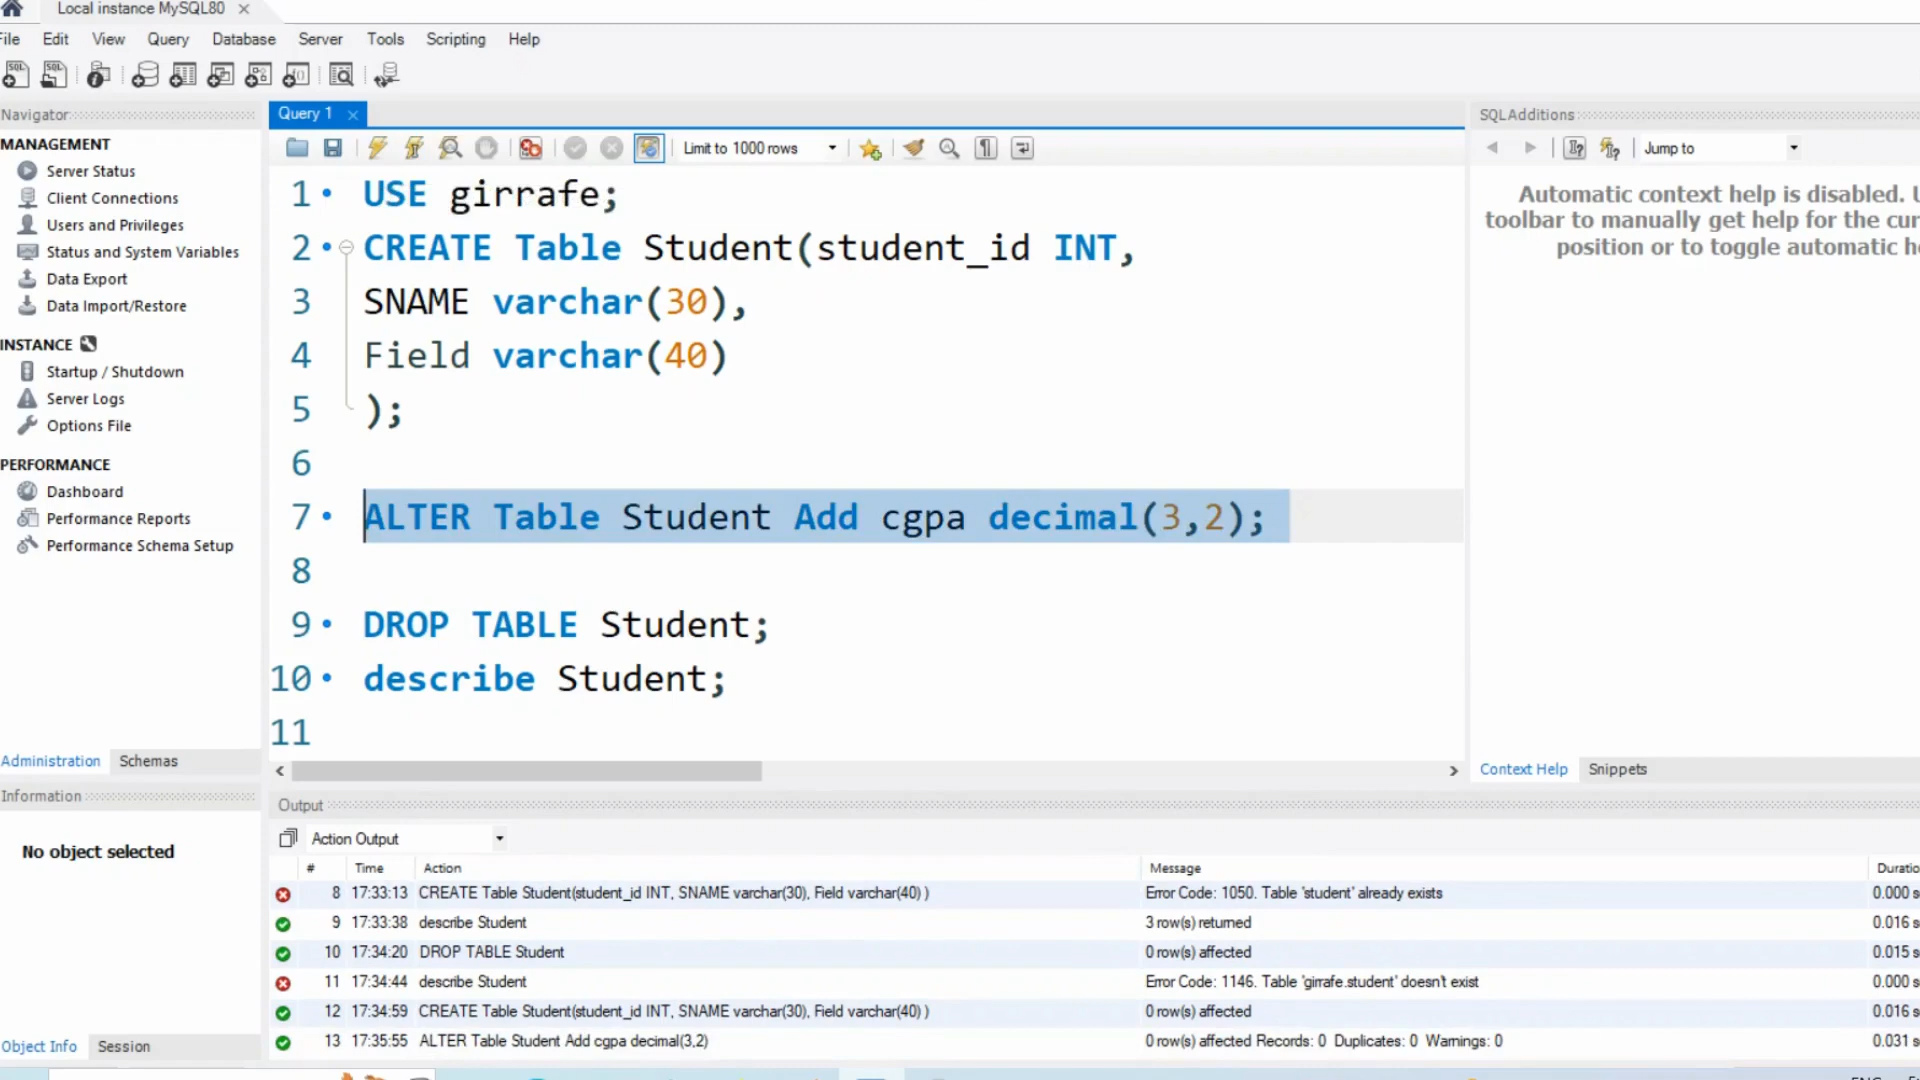 Local instance MySQL80
File Edit View Query Database Server Tools Scripting Help
Navigator
MANAGEMENT
Server Status
Client Connections
Users and Privileges
Status and System Variables
Data Export
Data Import/Restore
INSTANCE
Startup / Shutdown
Server Logs
Options File
PERFORMANCE
Dashboard
Performance Reports
Performance Schema Setup
Administration Schemas
Information
No object selected
Object Info Session
Query 1
Limit to 1000 rows
1 USE girrafe;
2 CREATE Table Student(student_id INT,
3 SNAME varchar(30),
4 Field varchar(40)
5 );
6
7 ALTER Table Student Add cgpa decimal(3,2);
8
9 DROP TABLE Student;
10 describe Student;
11
SQLAdditions
Jump to
Automatic context help is disabled. U
toolbar to manually get help for the cur
position or to toggle automatic h
Context Help Snippets
Output
Action Output
# Time Action Message Duratio
8 17:33:13 CREATE Table Student(student_id INT, SNAME varchar(30), Field varchar(40) ) Error Code: 1050. Table 'student' already exists 0.000 s
9 17:33:38 describe Student 3 row(s) returned 0.016 s
10 17:34:20 DROP TABLE Student 0 row(s) affected 0.015 s
11 17:34:44 describe Student Error Code: 1146. Table 'girrafe.student' doesn't exist 0.000 s
12 17:34:59 CREATE Table Student(student_id INT, SNAME varchar(30), Field varchar(40) ) 0 row(s) affected 0.016 s
13 17:35:55 ALTER Table Student Add cgpa decimal(3,2) 0 row(s) affected Records: 0 Duplicates: 0 Warnings: 0 0.031 s